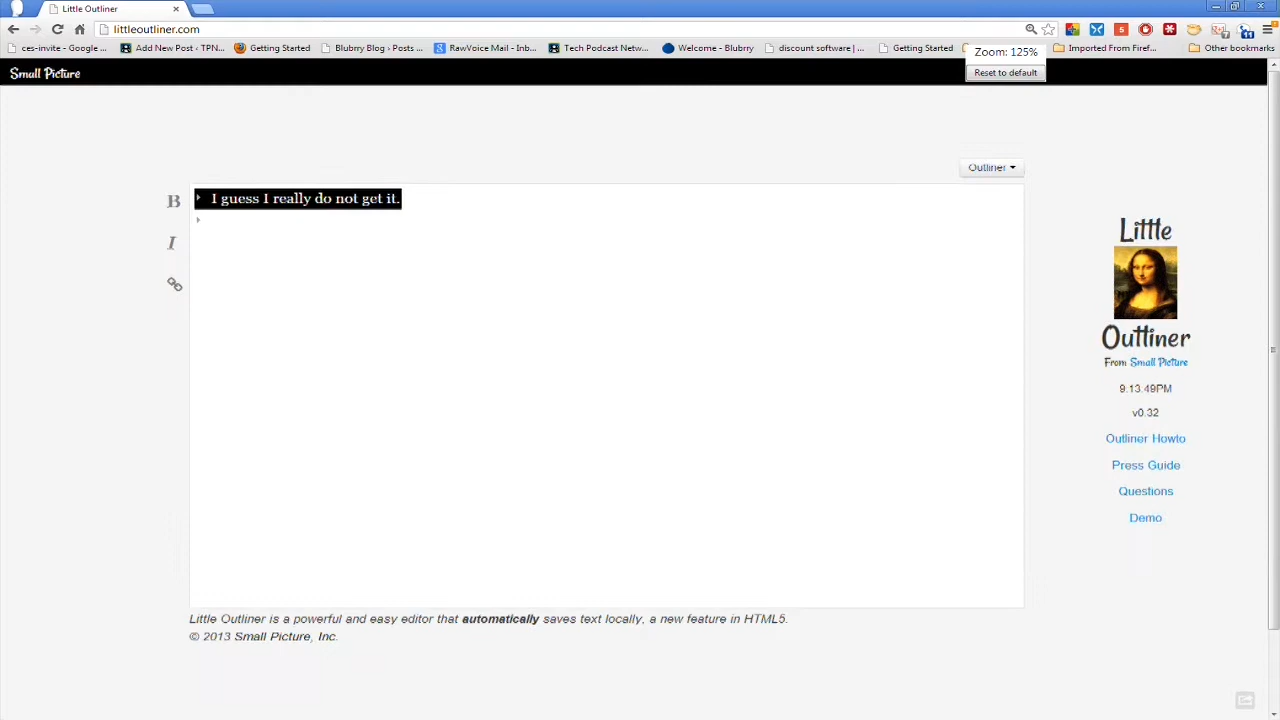 Little Outliner
littleoutliner.com
ces-invite - Google ...
Add New Post ‹ TPN...
Getting Started
Blubrry Blog › Posts ...
RawVoice Mail - Inb...
Tech Podcast Netw...
Welcome - Blubrry
discount software | ...
Getting Started
Imported From Firef...
Other bookmarks
Zoom: 125%
Reset to default
Small Picture
Outliner
B
I guess I really do not get it.
I
Little
Outliner
From Small Picture
9.13.49PM
v0.32
Outliner Howto
Press Guide
Questions
Demo
Little Outliner is a powerful and easy editor that automatically saves text locally, a new feature in HTML5.
© 2013 Small Picture, Inc.